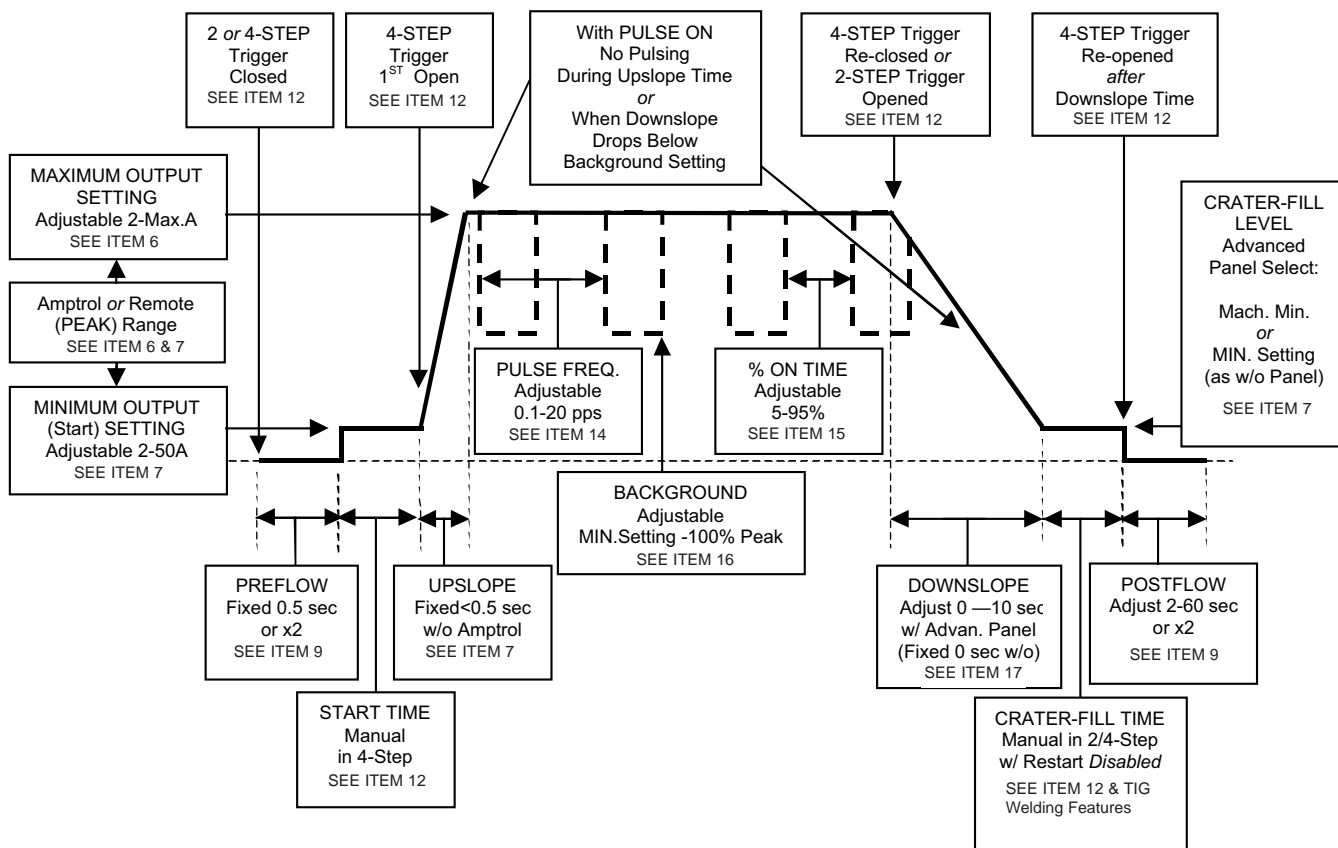 2 or 4-STEP
Trigger
Closed
SEE ITEM 12
4-STEP
Trigger
1ST Open
SEE ITEM 12
With PULSE ON
No Pulsing
During Upslope Time
or
When Downslope
Drops Below
Background Setting
4-STEP Trigger
Re-closed or
2-STEP Trigger
Opened
SEE ITEM 12
4-STEP Trigger
Re-opened
after
Downslope Time
SEE ITEM 12
MAXIMUM OUTPUT
SETTING
Adjustable 2-Max.A
SEE ITEM 6
Amptrol or Remote
(PEAK) Range
SEE ITEM 6 & 7
MINIMUM OUTPUT
(Start) SETTING
Adjustable 2-50A
SEE ITEM 7
CRATER-FILL
LEVEL
Advanced
Panel Select:
Mach. Min.
or
MIN. Setting
(as w/o Panel)
SEE ITEM 7
PULSE FREQ.
Adjustable
0.1-20 pps
SEE ITEM 14
% ON TIME
Adjustable
5-95%
SEE ITEM 15
BACKGROUND
Adjustable
MIN.Setting -100% Peak
SEE ITEM 16
PREFLOW
Fixed 0.5 sec
or x2
SEE ITEM 9
UPSLOPE
Fixed<0.5 sec
w/o Amptrol
SEE ITEM 7
DOWNSLOPE
Adjust 0 —10 sec
w/ Advan. Panel
(Fixed 0 sec w/o)
SEE ITEM 17
POSTFLOW
Adjust 2-60 sec
or x2
SEE ITEM 9
START TIME
Manual
in 4-Step
SEE ITEM 12
CRATER-FILL TIME
Manual in 2/4-Step
w/ Restart Disabled
SEE ITEM 12 & TIG
Welding Features